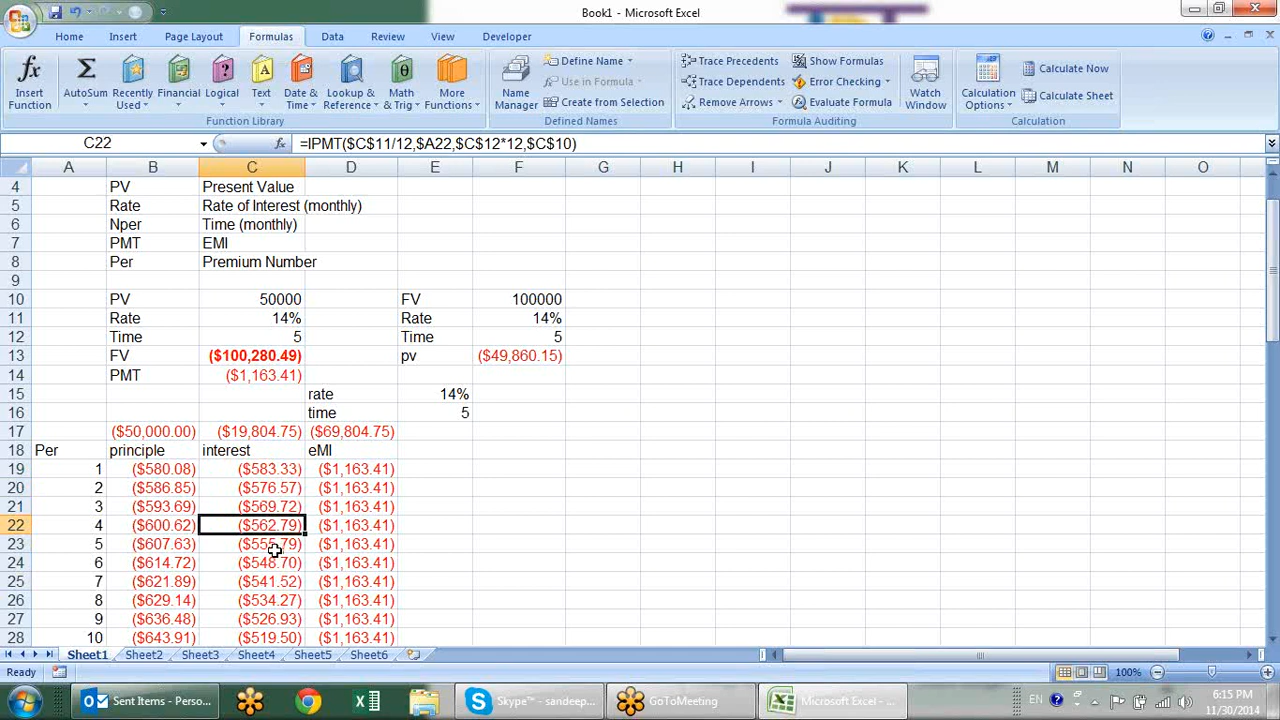 Book1 - Microsoft Excel
Home Insert Page Layout Formulas Data Review View Developer
Insert Function
AutoSum
Recently Used
Financial
Logical
Text
Date & Time
Lookup & Reference
Math & Trig
More Functions
Function Library
Name Manager
Define Name
Use in Formula
Create from Selection
Defined Names
Trace Precedents
Trace Dependents
Remove Arrows
Show Formulas
Error Checking
Evaluate Formula
Formula Auditing
Watch Window
Calculation Options
Calculate Now
Calculate Sheet
Calculation
C22 fx =IPMT($C$11/12,$A22,$C$12*12,$C$10)
A B C D E F G H I J K L M N O
4 PV Present Value
5 Rate Rate of Interest (monthly)
6 Nper Time (monthly)
7 PMT EMI
8 Per Premium Number
9
10 PV 50000 FV 100000
11 Rate 14% Rate 14%
12 Time 5 Time 5
13 FV ($100,280.49) pv ($49,860.15)
14 PMT ($1,163.41)
15 rate 14%
16 time 5
17 ($50,000.00) ($19,804.75) ($69,804.75)
18 Per principle interest eMI
19 1 ($580.08) ($583.33) ($1,163.41)
20 2 ($586.85) ($576.57) ($1,163.41)
21 3 ($593.69) ($569.72) ($1,163.41)
22 4 ($600.62) ($562.79) ($1,163.41)
23 5 ($607.63) ($555.79) ($1,163.41)
24 6 ($614.72) ($548.70) ($1,163.41)
25 7 ($621.89) ($541.52) ($1,163.41)
26 8 ($629.14) ($534.27) ($1,163.41)
27 9 ($636.48) ($526.93) ($1,163.41)
28 10 ($643.91) ($519.50) ($1,163.41)
Sheet1 Sheet2 Sheet3 Sheet4 Sheet5 Sheet6
Ready 100%
Sent Items - Perso... Skype™ - sandeep... GoToMeeting Microsoft Excel - ... EN 6:15 PM
11/30/2014